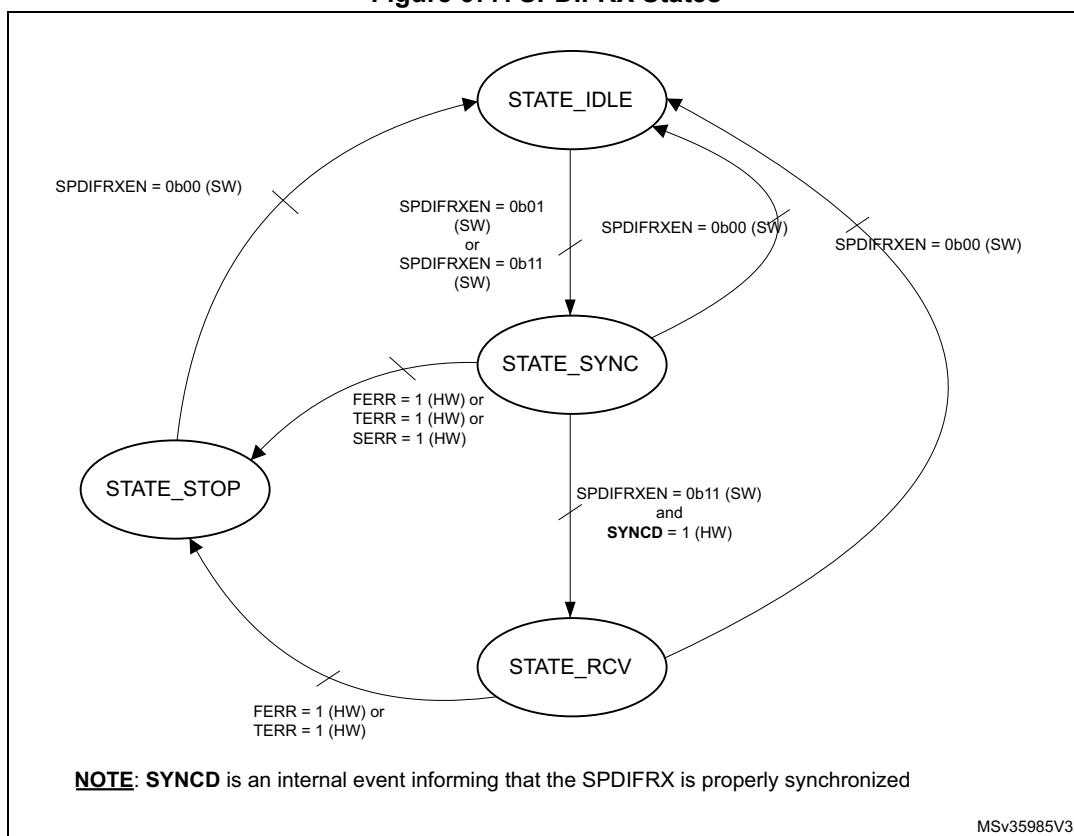 STATE_IDLE
SPDIFRXEN = 0b00 (SW)
SPDIFRXEN = 0b01
(SW)
or
SPDIFRXEN = 0b11
(SW)
SPDIFRXEN = 0b00 (SW)
SPDIFRXEN = 0b00 (SW)
STATE_SYNC
FERR = 1 (HW) or
TERR = 1 (HW) or
SERR = 1 (HW)
STATE_STOP
SPDIFRXEN = 0b11 (SW)
and
SYNCD = 1 (HW)
STATE_RCV
FERR = 1 (HW) or
TERR = 1 (HW)
NOTE: SYNCD is an internal event informing that the SPDIFRX is properly synchronized
MSv35985V3